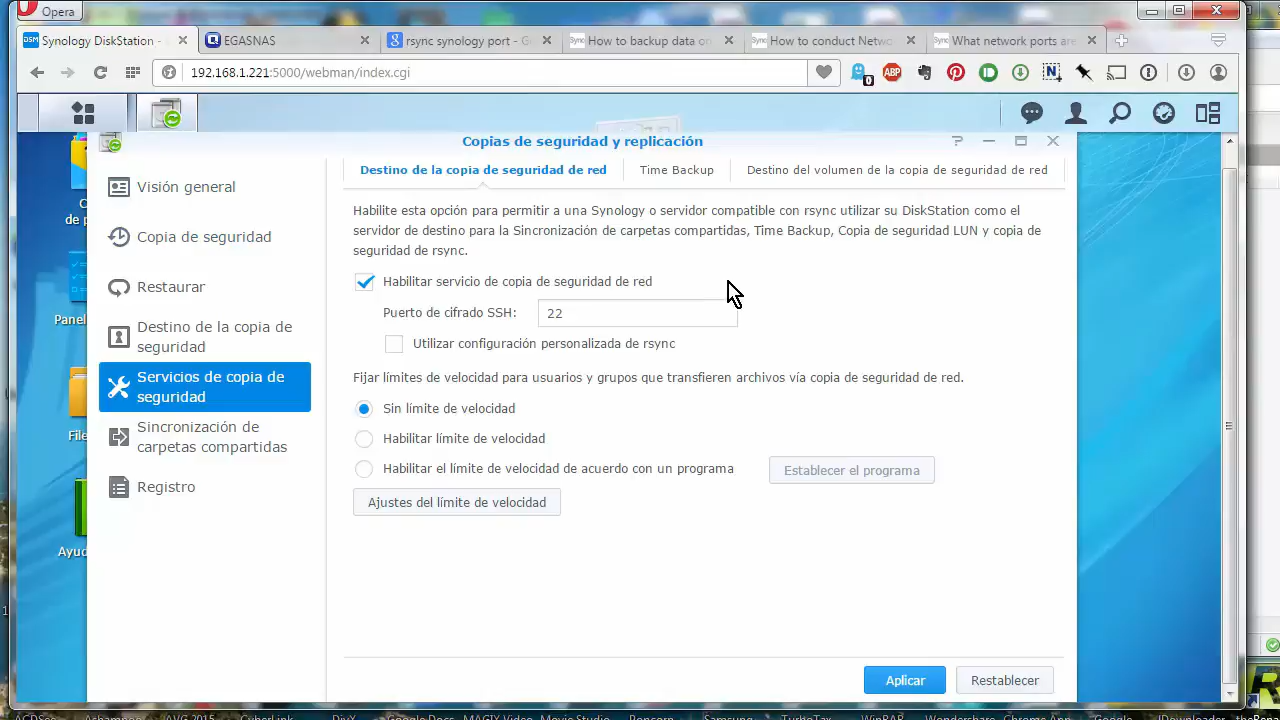 Opera
DSM Synology DiskStation -
EGASNAS
rsync synology port - G
How to backup data on
How to conduct Netwo
What network ports are
192.168.1.221:5000/webman/index.cgi
Copias de seguridad y replicación
Visión general
Copia de seguridad
Restaurar
Destino de la copia de
seguridad
Servicios de copia de
seguridad
Sincronización de
carpetas compartidas
Registro
Destino de la copia de seguridad de red
Time Backup
Destino del volumen de la copia de seguridad de red
Habilite esta opción para permitir a una Synology o servidor compatible con rsync utilizar su DiskStation como el
servidor de destino para la Sincronización de carpetas compartidas, Time Backup, Copia de seguridad LUN y copia de
seguridad de rsync.
Habilitar servicio de copia de seguridad de red
Puerto de cifrado SSH: 22
Utilizar configuración personalizada de rsync
Fijar límites de velocidad para usuarios y grupos que transfieren archivos vía copia de seguridad de red.
Sin límite de velocidad
Habilitar límite de velocidad
Habilitar el límite de velocidad de acuerdo con un programa
Establecer el programa
Ajustes del límite de velocidad
Aplicar
Restablecer
de p
Panel
File
Ayud